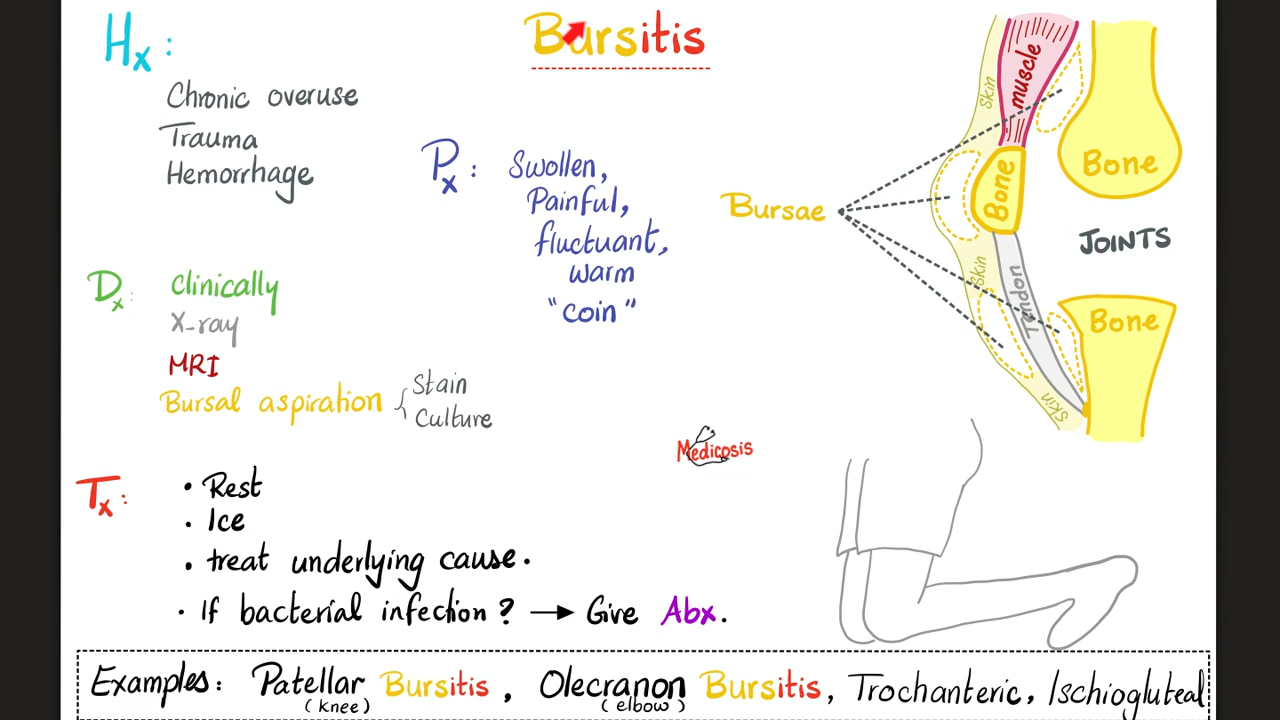 Bursitis
Hx:
Chronic overuse
Trauma
Hemorrhage
Px: Swollen,
Painful,
fluctuant,
warm
"coin"
Dx: Clinically
X-ray
MRI
Bursal aspiration { Stain
Culture
Tx:
• Rest
• Ice
• treat underlying cause.
• If bacterial infection? → Give Abx.
Medicosis
Skin
muscle
Bone
Bone
Bursae
JOINTS
Skin
Tendon
Bone
Skin
Examples: Patellar Bursitis, Olecranon Bursitis, Trochanteric, Ischiogluteal
(knee) (elbow)